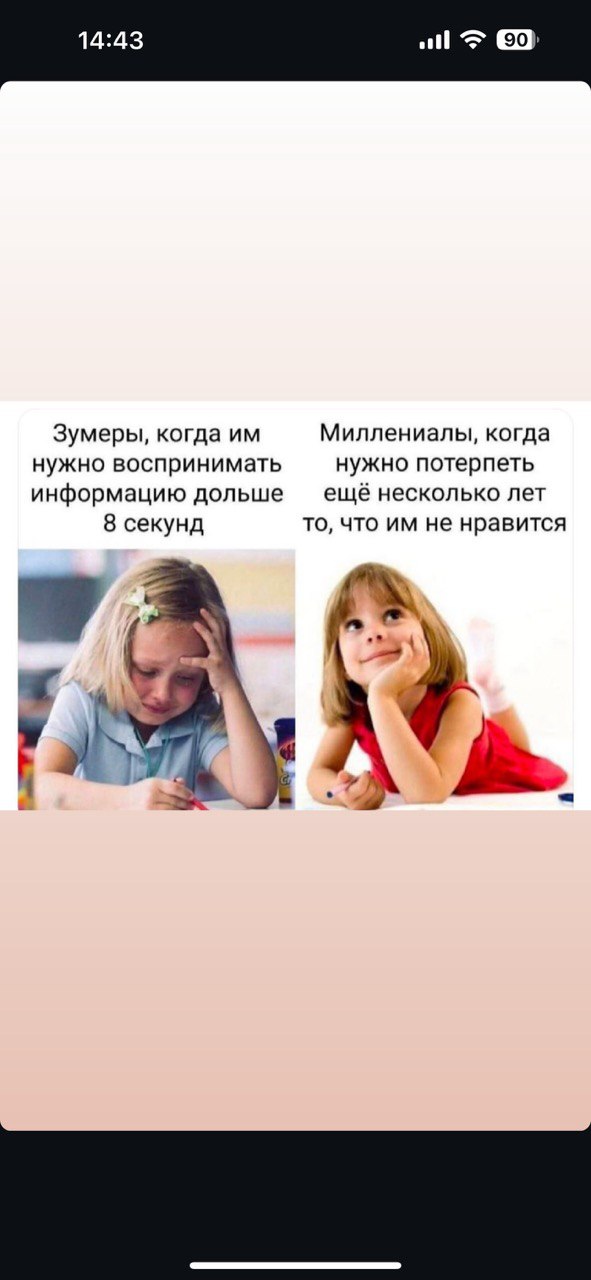 14:43
90
Зумеры, когда им
нужно воспринимать
информацию дольше
8 секунд
Миллениалы, когда
нужно потерпеть
ещё несколько лет
то, что им не нравится